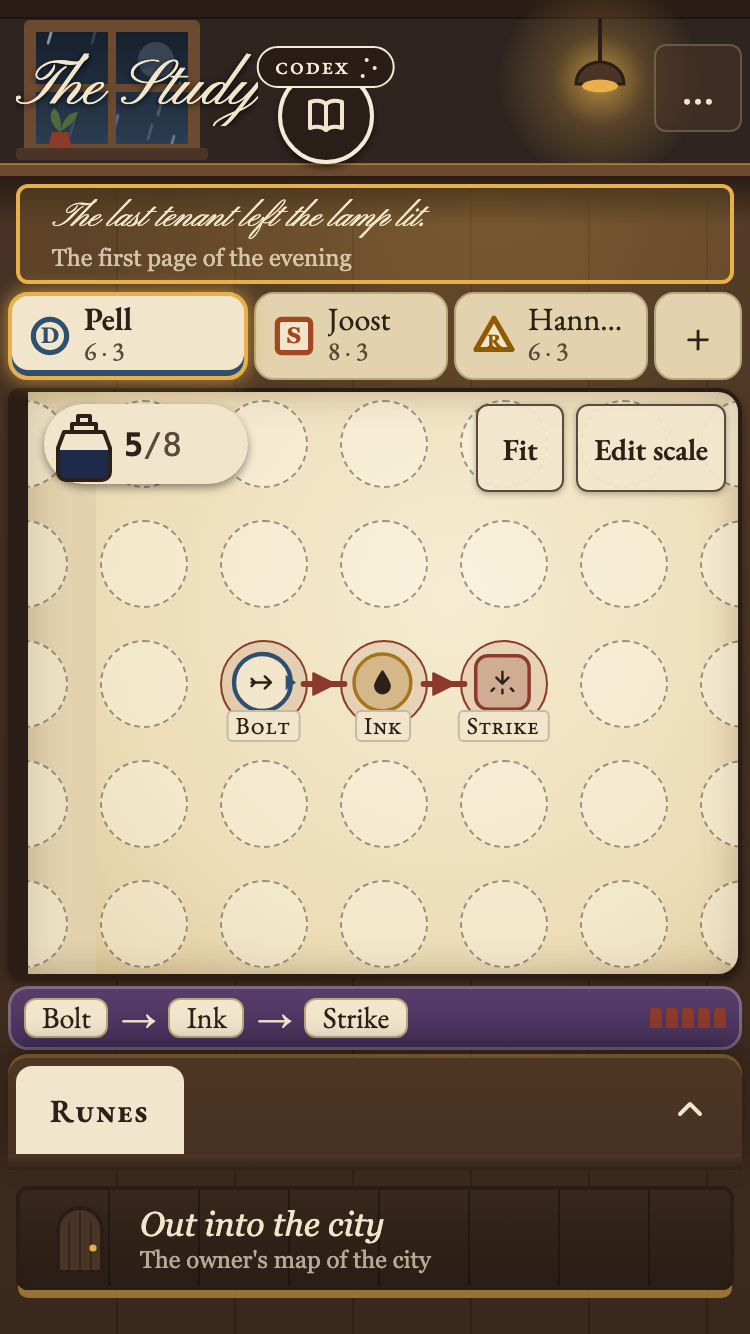 The Study
CODEX
...
The last tenant left the lamp lit.
The first page of the evening
D
Pell
6·3
S
Joost
8·3
R
Hann...
6·3
+
5/8
Fit
Edit scale
BOLT
INK
STRIKE
Bolt → Ink → Strike
RUNES
Out into the city
The owner's map of the city